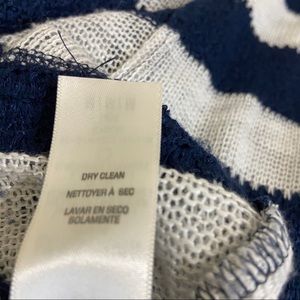 DRY CLEAN
NETTOYER À SEC
LAVAR EN SECO
SOLAMENTE